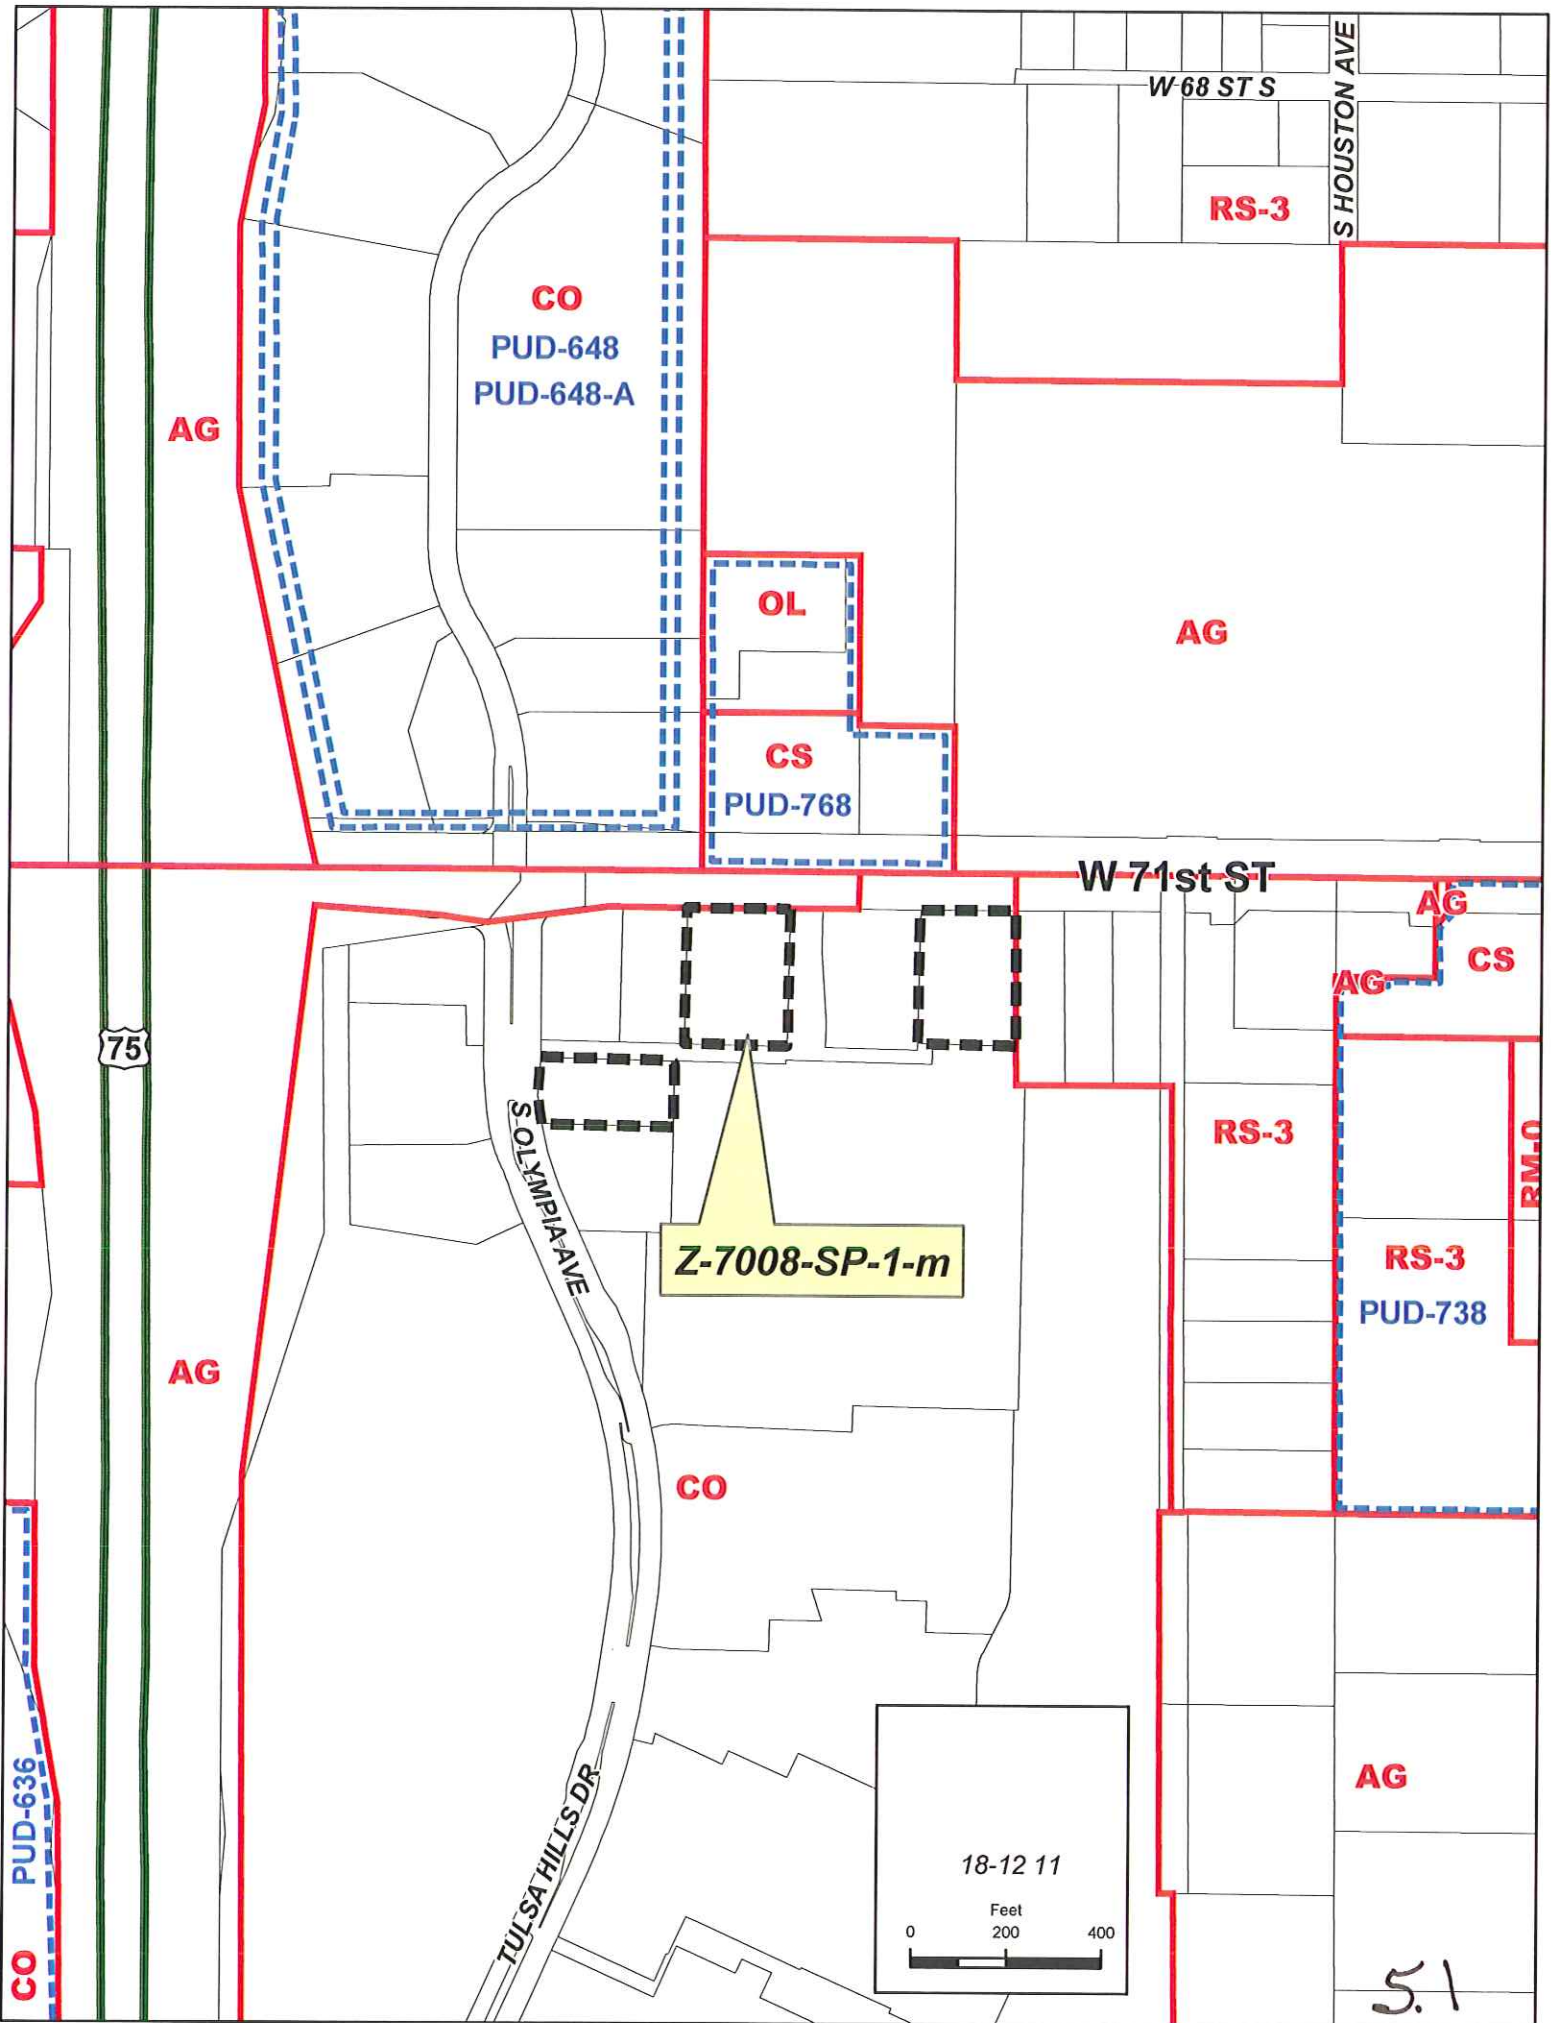 W 68 ST S
S HOUSTON AVE
RS-3
CO
PUD-648
PUD-648-A
AG
OL
AG
CS
PUD-768
W 71st ST
AG
CS
AG
75
S OLYMPIA AVE
RS-3
RM-0
Z-7008-SP-1-m
RS-3
PUD-738
AG
CO
PUD-636
CO
TULSA HILLS DR
AG
18-12 11
Feet
0 200 400
5.1